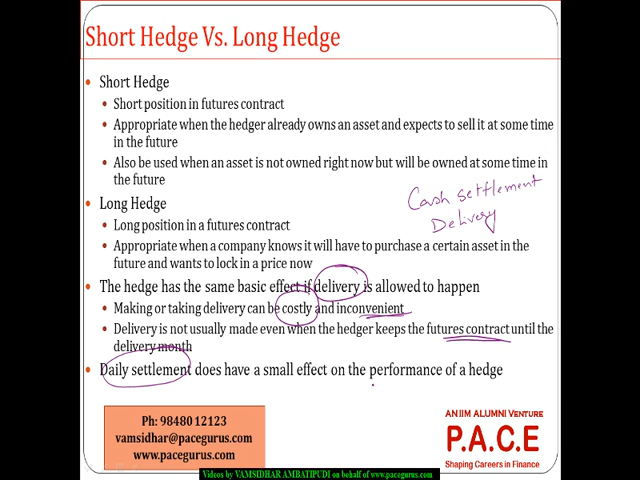 Short Hedge Vs. Long Hedge
• Short Hedge
• Short position in futures contract
• Appropriate when the hedger already owns an asset and expects to sell it at some time
in the future
• Also be used when an asset is not owned right now but will be owned at some time in
the future
Cash settlement
Delivery
• Long Hedge
• Long position in a futures contract
• Appropriate when a company knows it will have to purchase a certain asset in the
future and wants to lock in a price now
• The hedge has the same basic effect if delivery is allowed to happen
• Making or taking delivery can be costly and inconvenient
• Delivery is not usually made even when the hedger keeps the futures contract until the
delivery month
• Daily settlement does have a small effect on the performance of a hedge
Ph: 98480 12123
vamsidhar@pacegurus.com
www.pacegurus.com
AN IIM ALUMNI VENTURE
P.A.C.E
Shaping Careers in Finance
Videos by VAMSIDHAR AMBATIPUDI on behalf of www.pacegurus.com